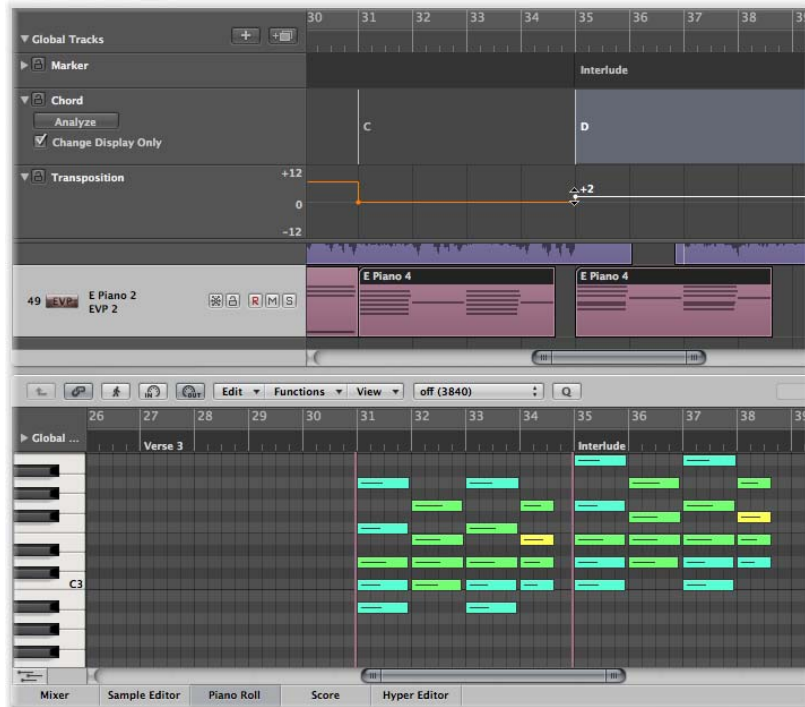 30 31 32 33 34 35 36 37 38
Global Tracks
Marker
Interlude
Chord
Analyze
Change Display Only
C
D
Transposition
+12
0
-12
+2
E Piano 4
E Piano 4
49
E Piano 2
EVP 2
R M S
IN
OUT
Edit
Functions
View
off (3840)
Q
26 27 28 29 30 31 32 33 34 35 36 37 38
Global ...
Verse 3
Interlude
C3
Mixer
Sample Editor
Piano Roll
Score
Hyper Editor